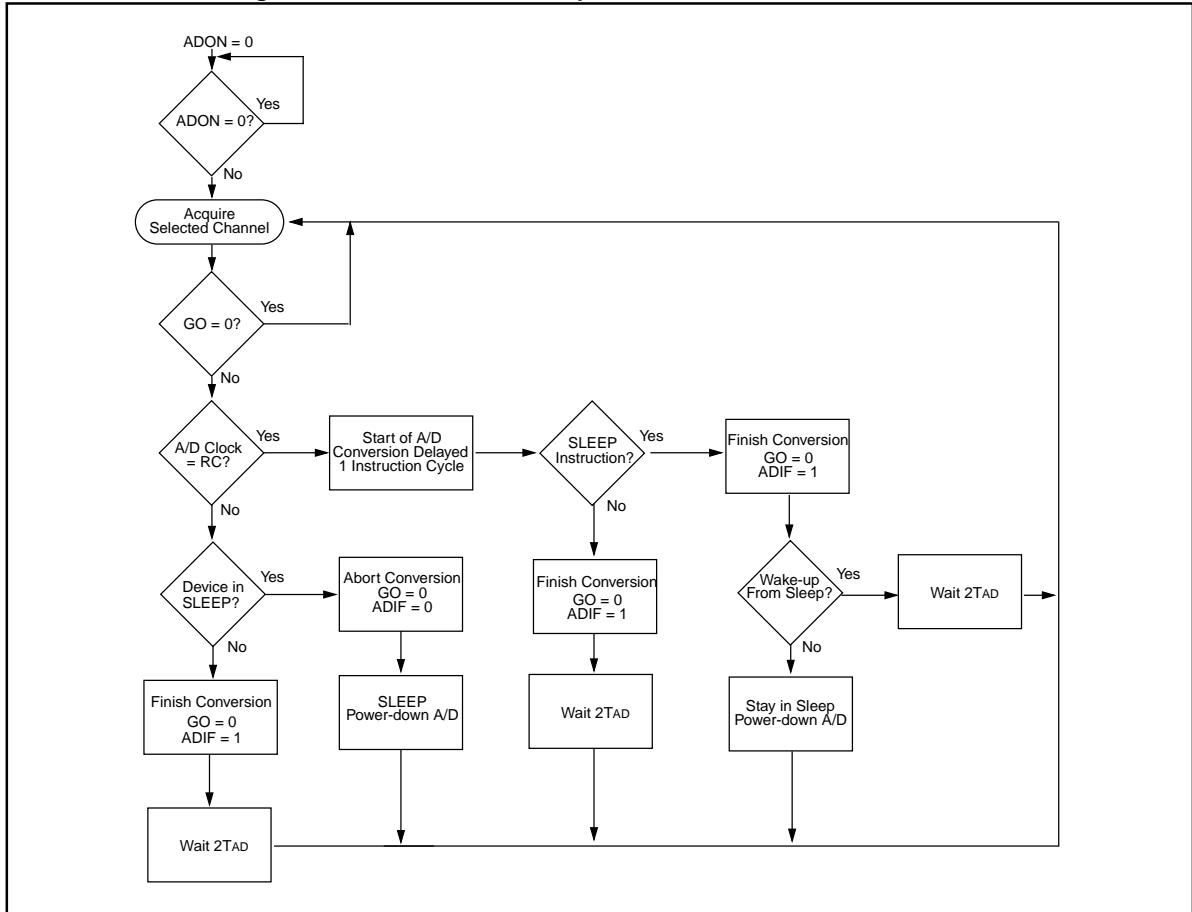 ADON = 0
ADON = 0?
Yes
No
Acquire
Selected Channel
GO = 0?
Yes
No
A/D Clock
= RC?
Yes
No
Start of A/D
Conversion Delayed
1 Instruction Cycle
SLEEP
Instruction?
Yes
No
Finish Conversion
GO = 0
ADIF = 1
Device in
SLEEP?
Yes
No
Abort Conversion
GO = 0
ADIF = 0
Finish Conversion
GO = 0
ADIF = 1
Wake-up
From Sleep?
Yes
No
Wait 2TAD
Finish Conversion
GO = 0
ADIF = 1
SLEEP
Power-down A/D
Wait 2TAD
Stay in Sleep
Power-down A/D
Wait 2TAD